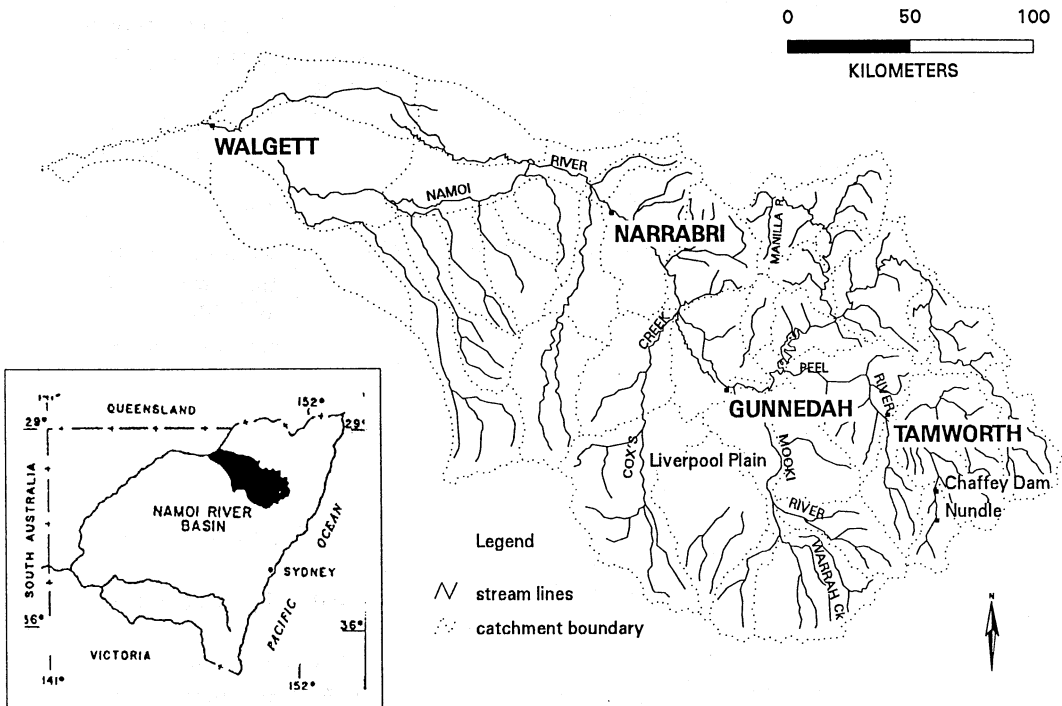 0 50 100
KILOMETERS
WALGETT
RIVER
NAMOI
NARRABRI
MANILLA R.
CREEK
PEEL
RIVER
GUNNEDAH
TAMWORTH
COX'S
Liverpool Plain
MOOKI
RIVER
Chaffey Dam
Nundle
WARRAH CK
Legend
stream lines
catchment boundary
N
QUEENSLAND
152°
29°
29°
SOUTH AUSTRALIA
NAMOI RIVER
BASIN
OCEAN
SYDNEY
PACIFIC
36°
VICTORIA
141°
152°